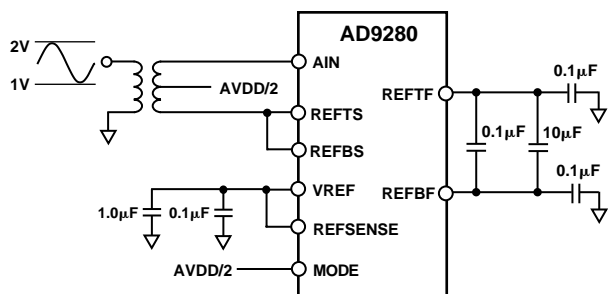 AD9280
2V
1V
AIN
AVDD/2
REFTS
REFBS
VREF
REFSENSE
1.0µF
0.1µF
AVDD/2
MODE
REFTF
0.1µF
0.1µF
10µF
0.1µF
REFBF